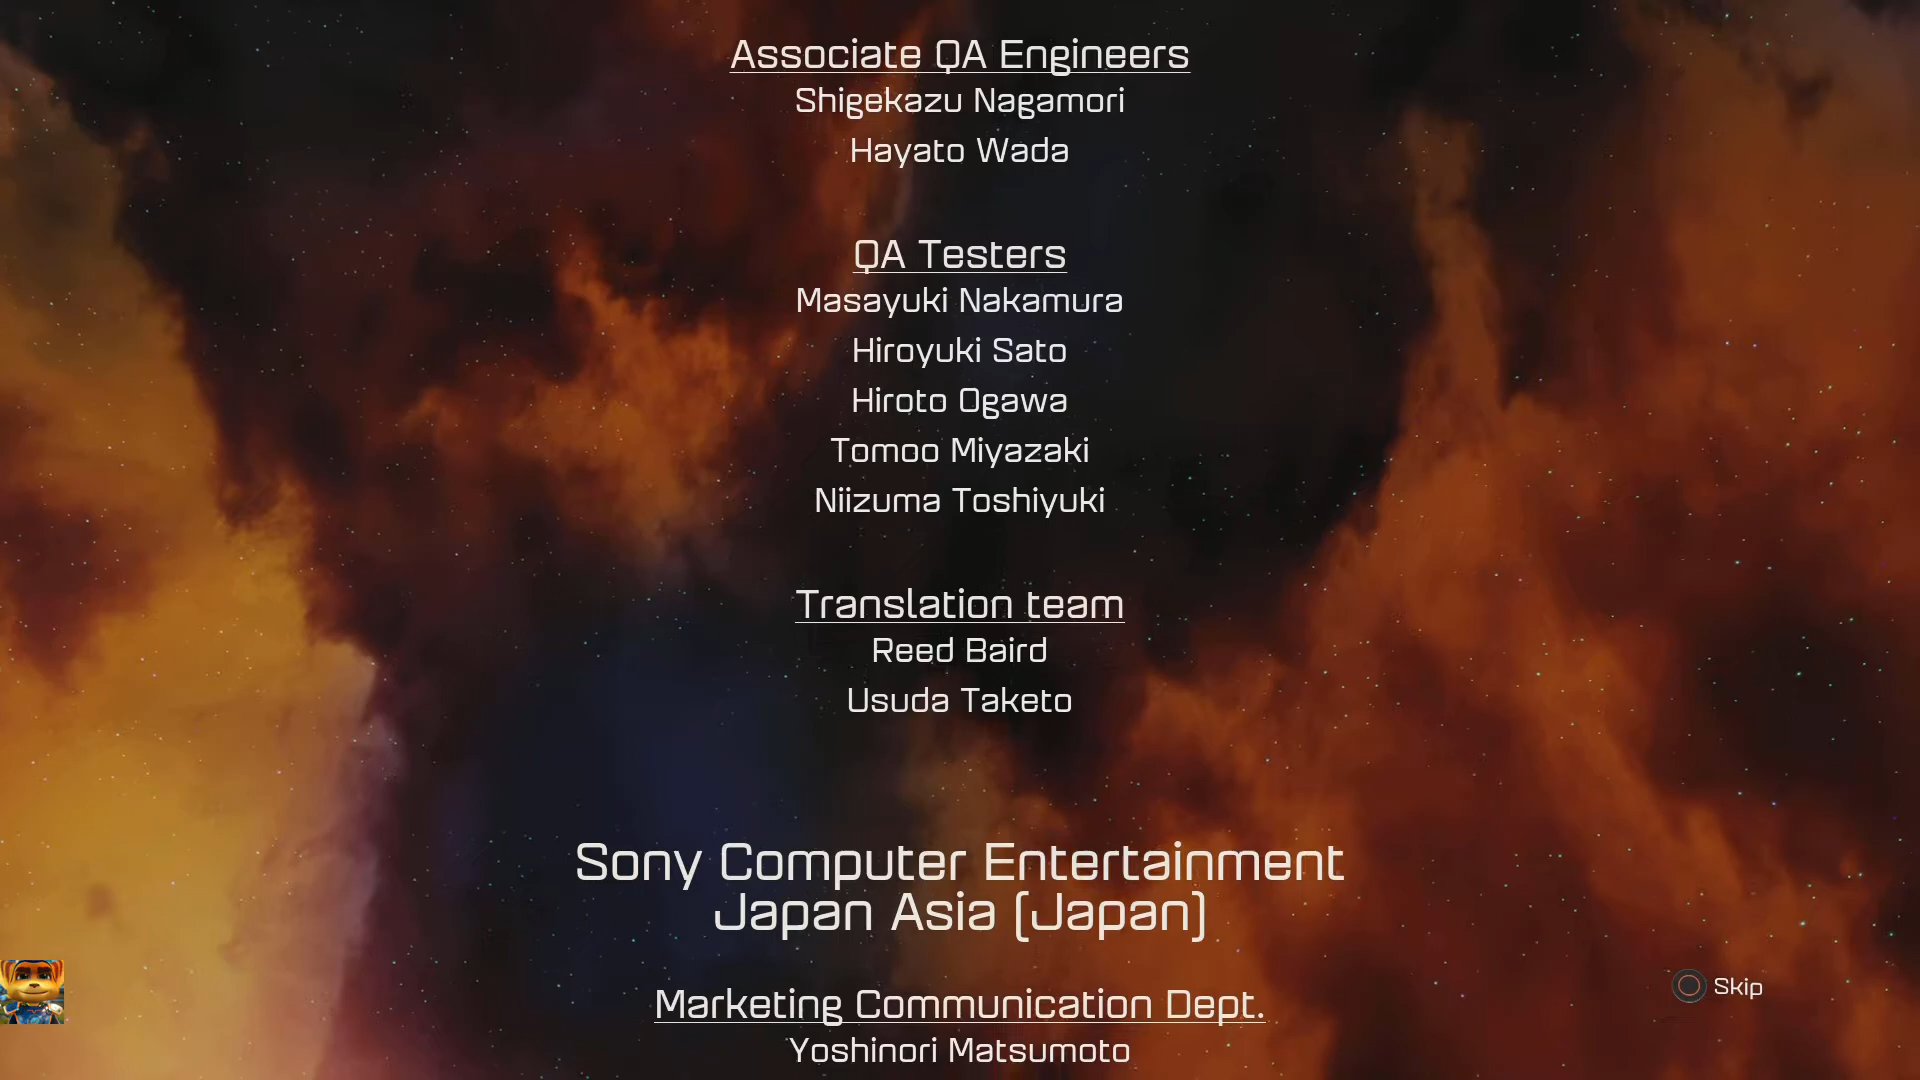 Associate QA Engineers
Shigekazu Nagamori
Hayato Wada
QA Testers
Masayuki Nakamura
Hiroyuki Sato
Hiroto Ogawa
Tomoo Miyazaki
Niizuma Toshiyuki
Translation team
Reed Baird
Usuda Taketo
Sony Computer Entertainment
Japan Asia (Japan)
Skip
Marketing Communication Dept.
Yoshinori Matsumoto